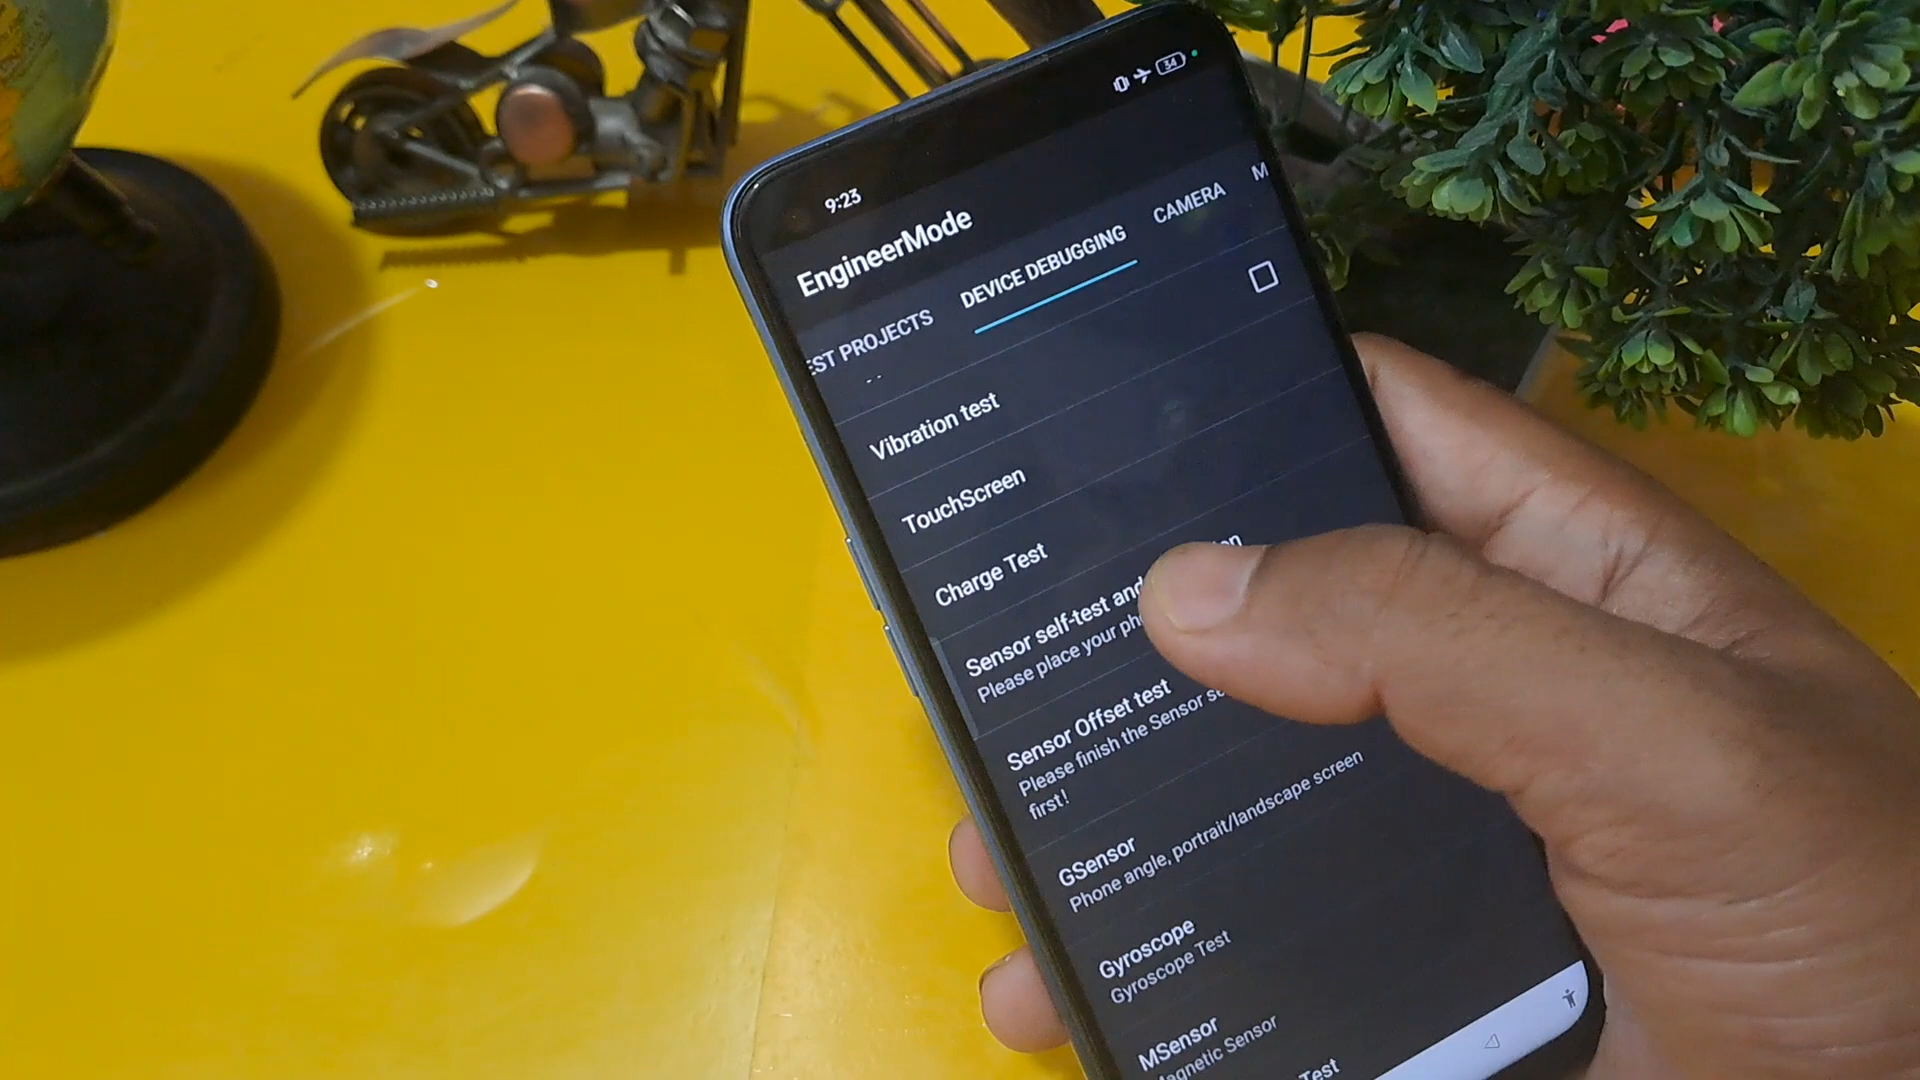 9:23
34
EngineerMode
EST PROJECTS DEVICE DEBUGGING CAMERA M
Vibration test
TouchScreen
Charge Test
Sensor self-test and
Please place your
Sensor Offset test
Please finish the Sensor
first!
GSensor
Phone angle, portrait/landscape screen
Gyroscope
Gyroscope Test
MSensor
Magnetic Sensor
Test